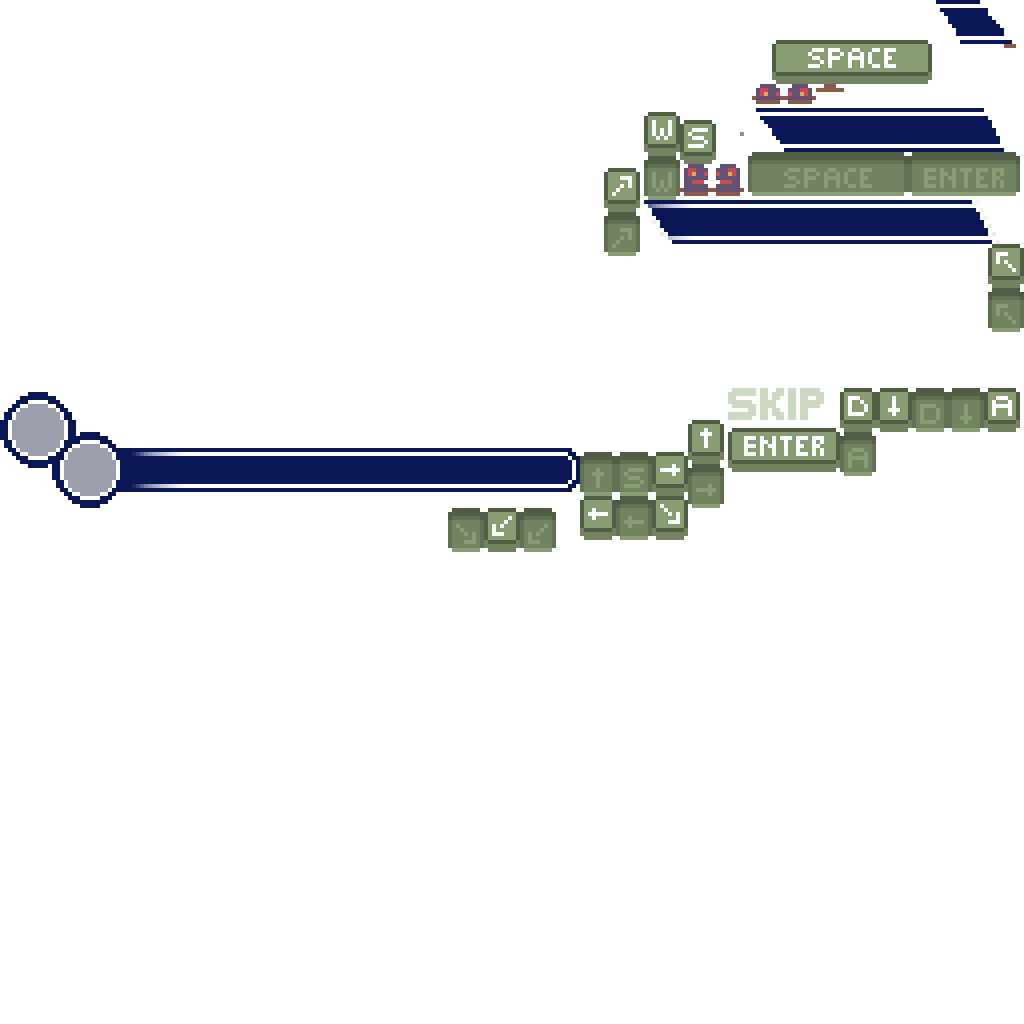 SPACE
W S
W SPACE ENTER
↗
↗
↖
↖
SKIP D ↓ D ↓ A
↑ ENTER A
↑ S → →
← ← ↘
↘ ↙ ↙